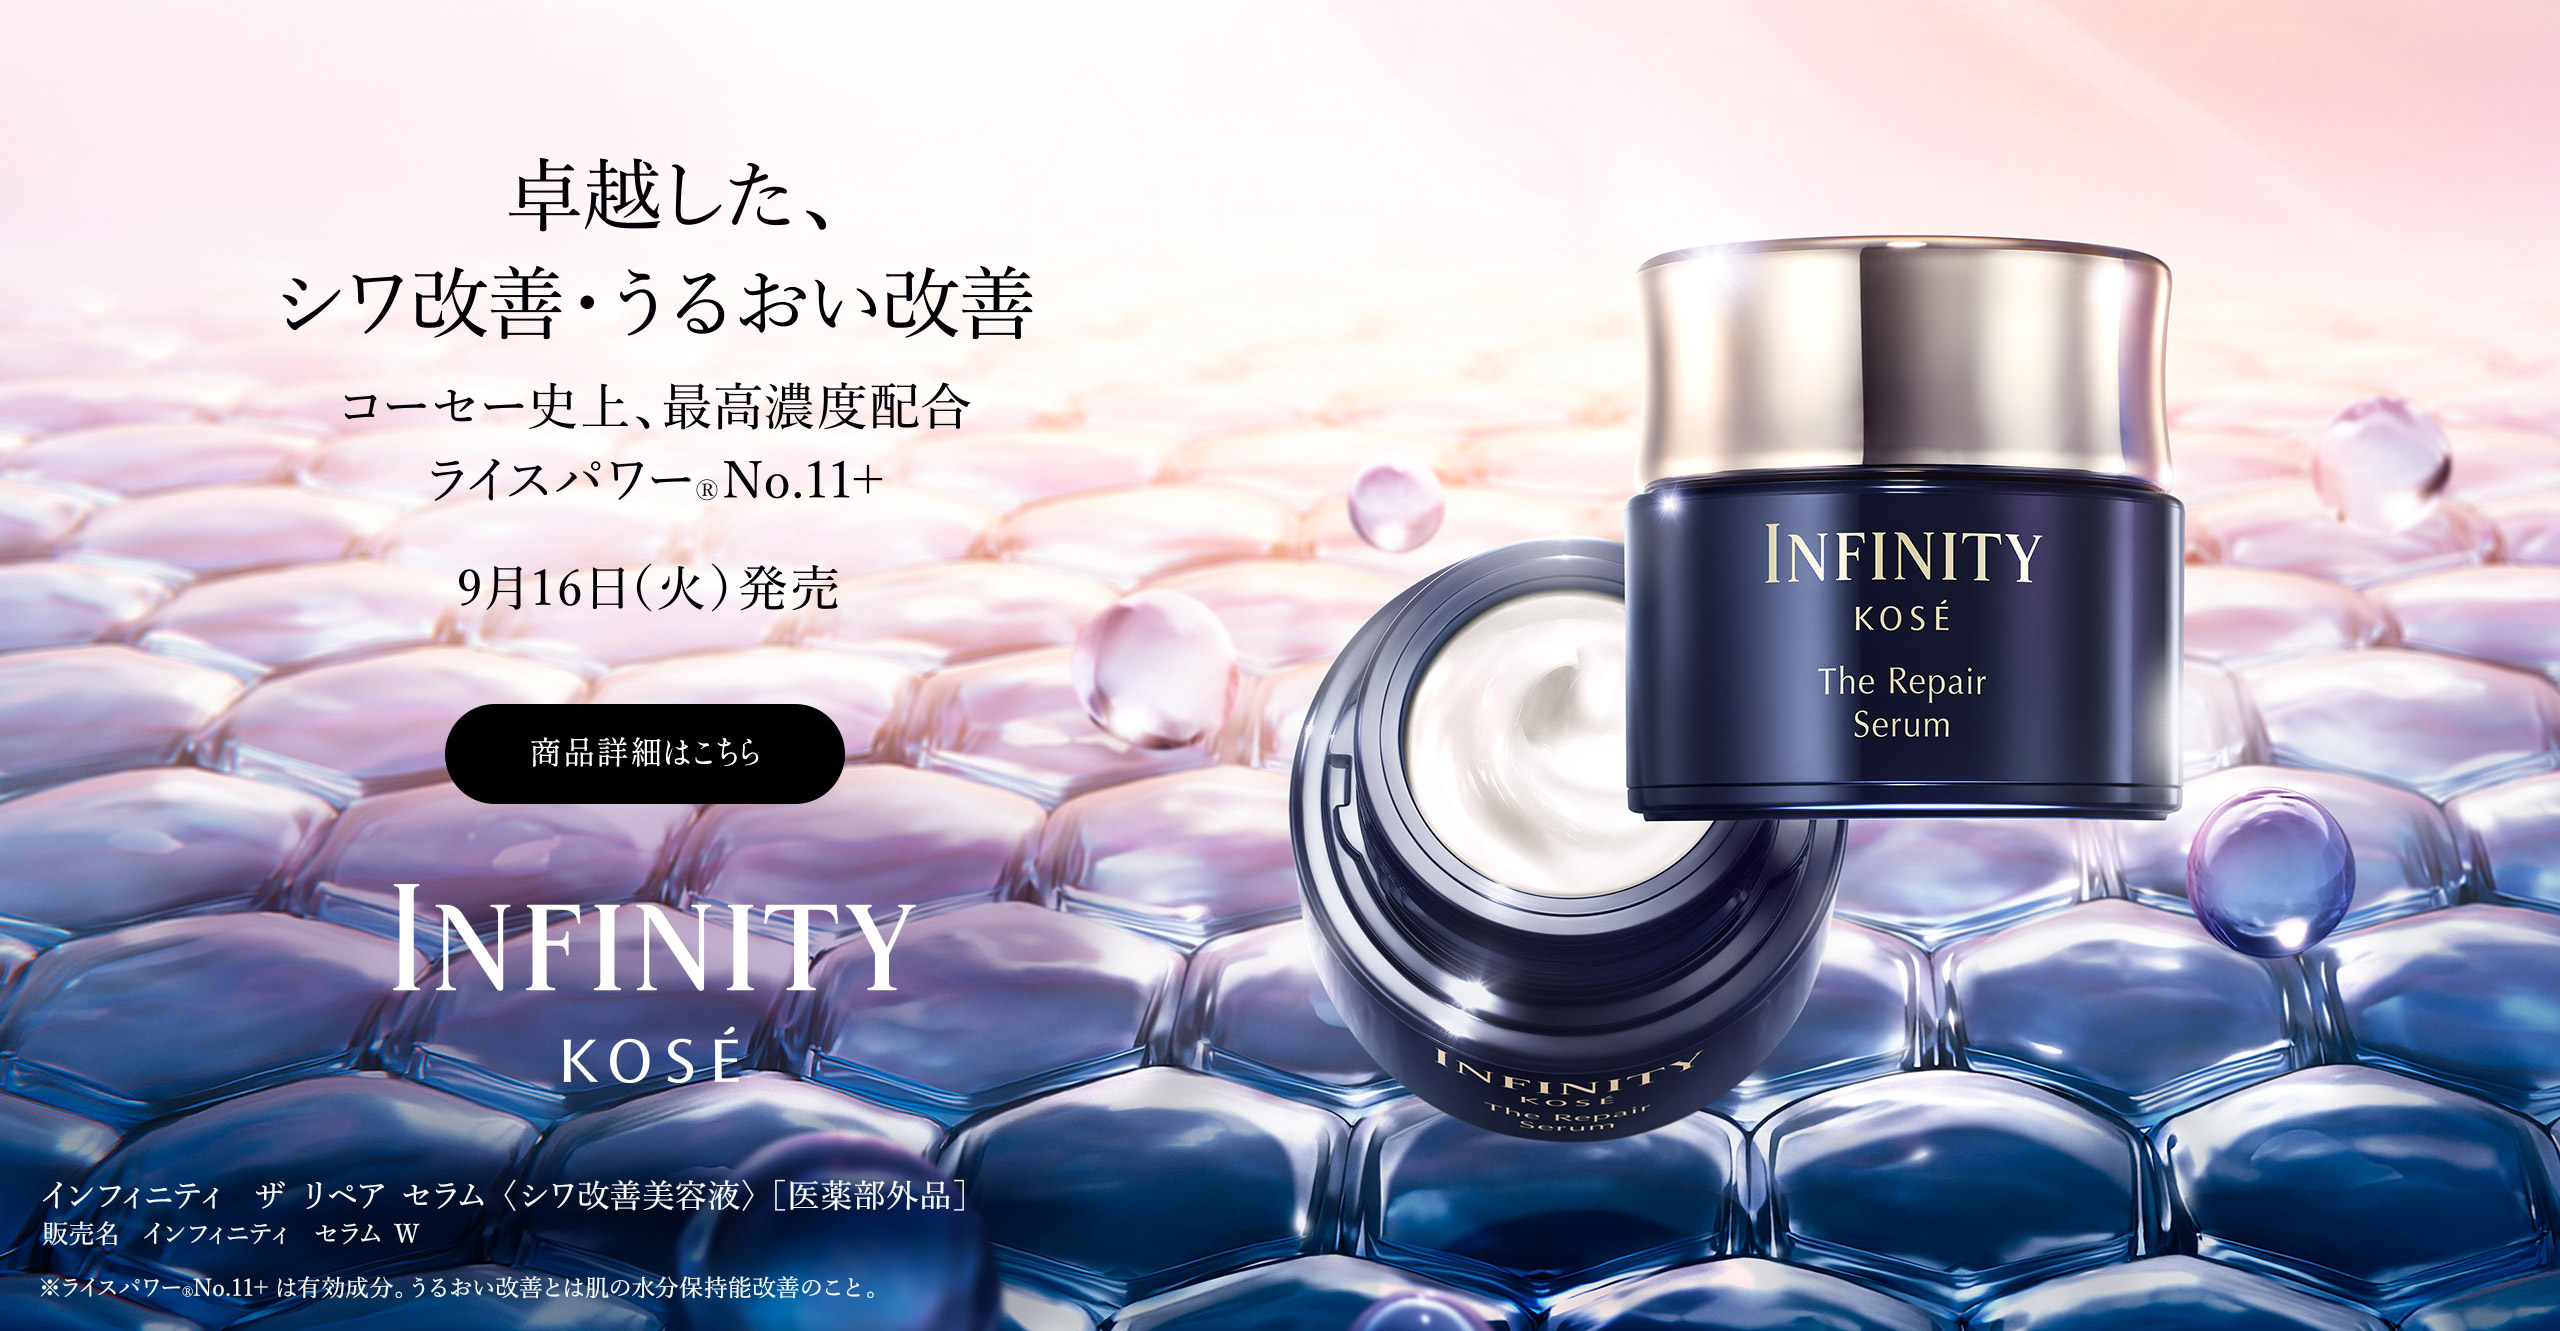 卓越した、
シワ改善・うるおい改善
コーセー史上、最高濃度配合
ライスパワー®No.11+
9月16日（火）発売
商品詳細はこちら
INFINITY
KOSÉ
インフィニティ　ザ　リペア　セラム〈シワ改善美容液〉［医薬部外品］
販売名　インフィニティ　セラム W
※ライスパワー®No.11+ は有効成分。うるおい改善とは肌の水分保持能改善のこと。
INFINITY
KOSÉ
The Repair
Serum
INFINITY
KOSÉ
The Repair
Serum